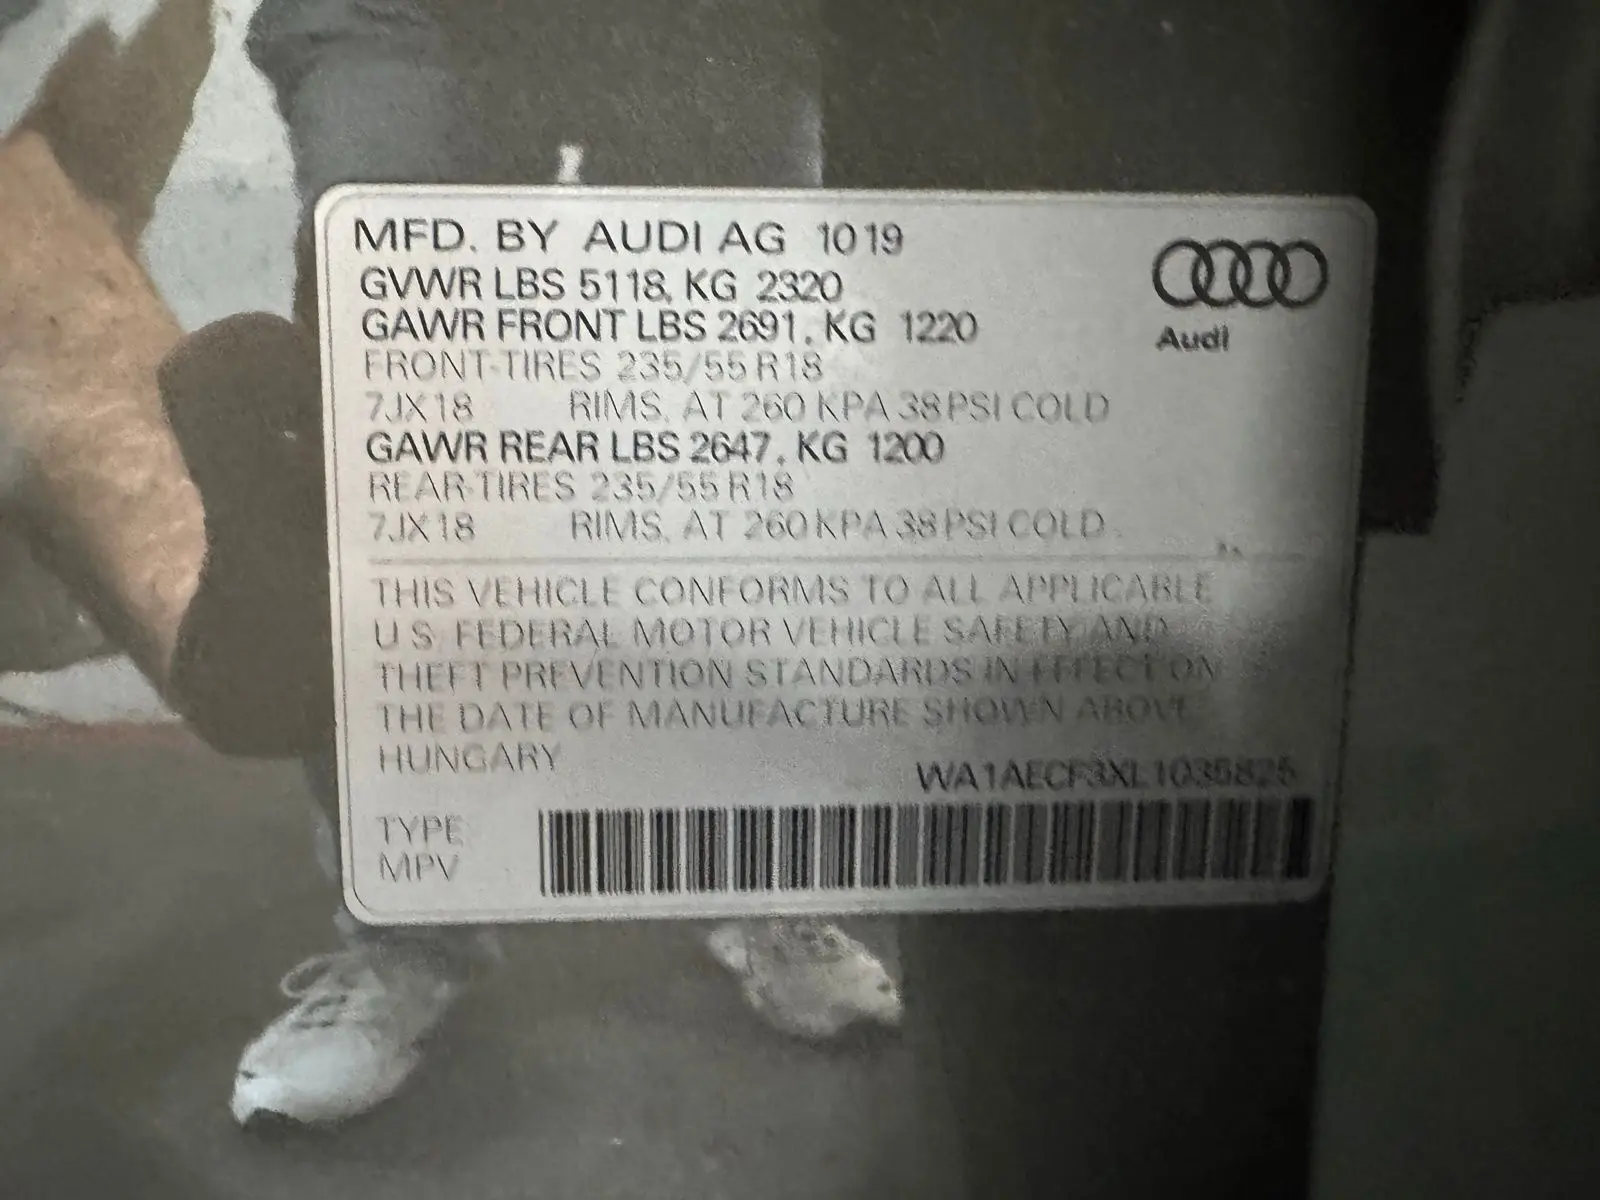 MFD. BY AUDI AG 1019
GVWR LBS 5118, KG 2320
GAWR FRONT LBS 2691, KG 1220
FRONT-TIRES 235/55 R18
7JX18 RIMS, AT 260 KPA 38 PSI COLD
GAWR REAR LBS 2647, KG 1200
REAR-TIRES 235/55 R18
7JX18 RIMS, AT 260 KPA 38 PSI COLD
Audi
THIS VEHICLE CONFORMS TO ALL APPLICABLE
U.S. FEDERAL MOTOR VEHICLE SAFETY AND
THEFT PREVENTION STANDARDS IN EFFECT ON
THE DATE OF MANUFACTURE SHOWN ABOVE
HUNGARY
WA1AECF3XL1035825
TYPE
MPV